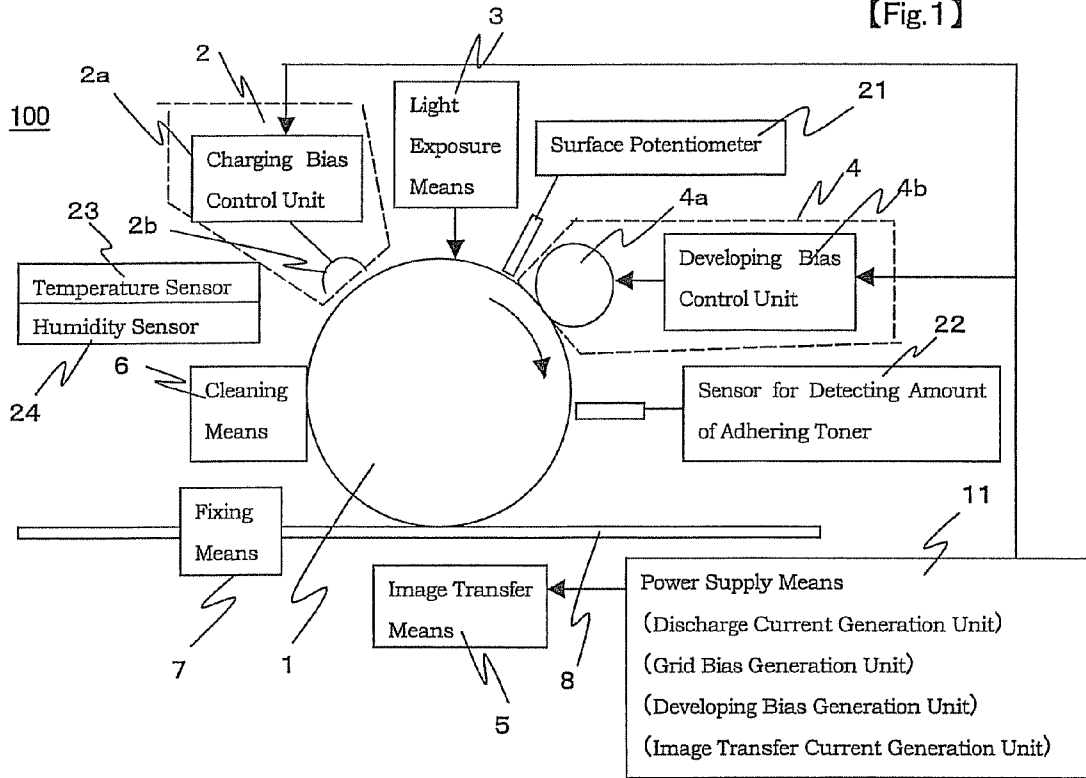 【Fig.1】
3
2
2a
21
100
Light
Exposure
Means
Surface Potentiometer
Charging Bias
Control Unit
4
4a
4b
23
2b
Developing Bias
Control Unit
Temperature Sensor
Humidity Sensor
22
6
24
Cleaning
Means
Sensor for Detecting Amount
of Adhering Toner
11
Fixing
Means
Image Transfer
Means
Power Supply Means
(Discharge Current Generation Unit)
(Grid Bias Generation Unit)
(Developing Bias Generation Unit)
(Image Transfer Current Generation Unit)
7
1
5
8